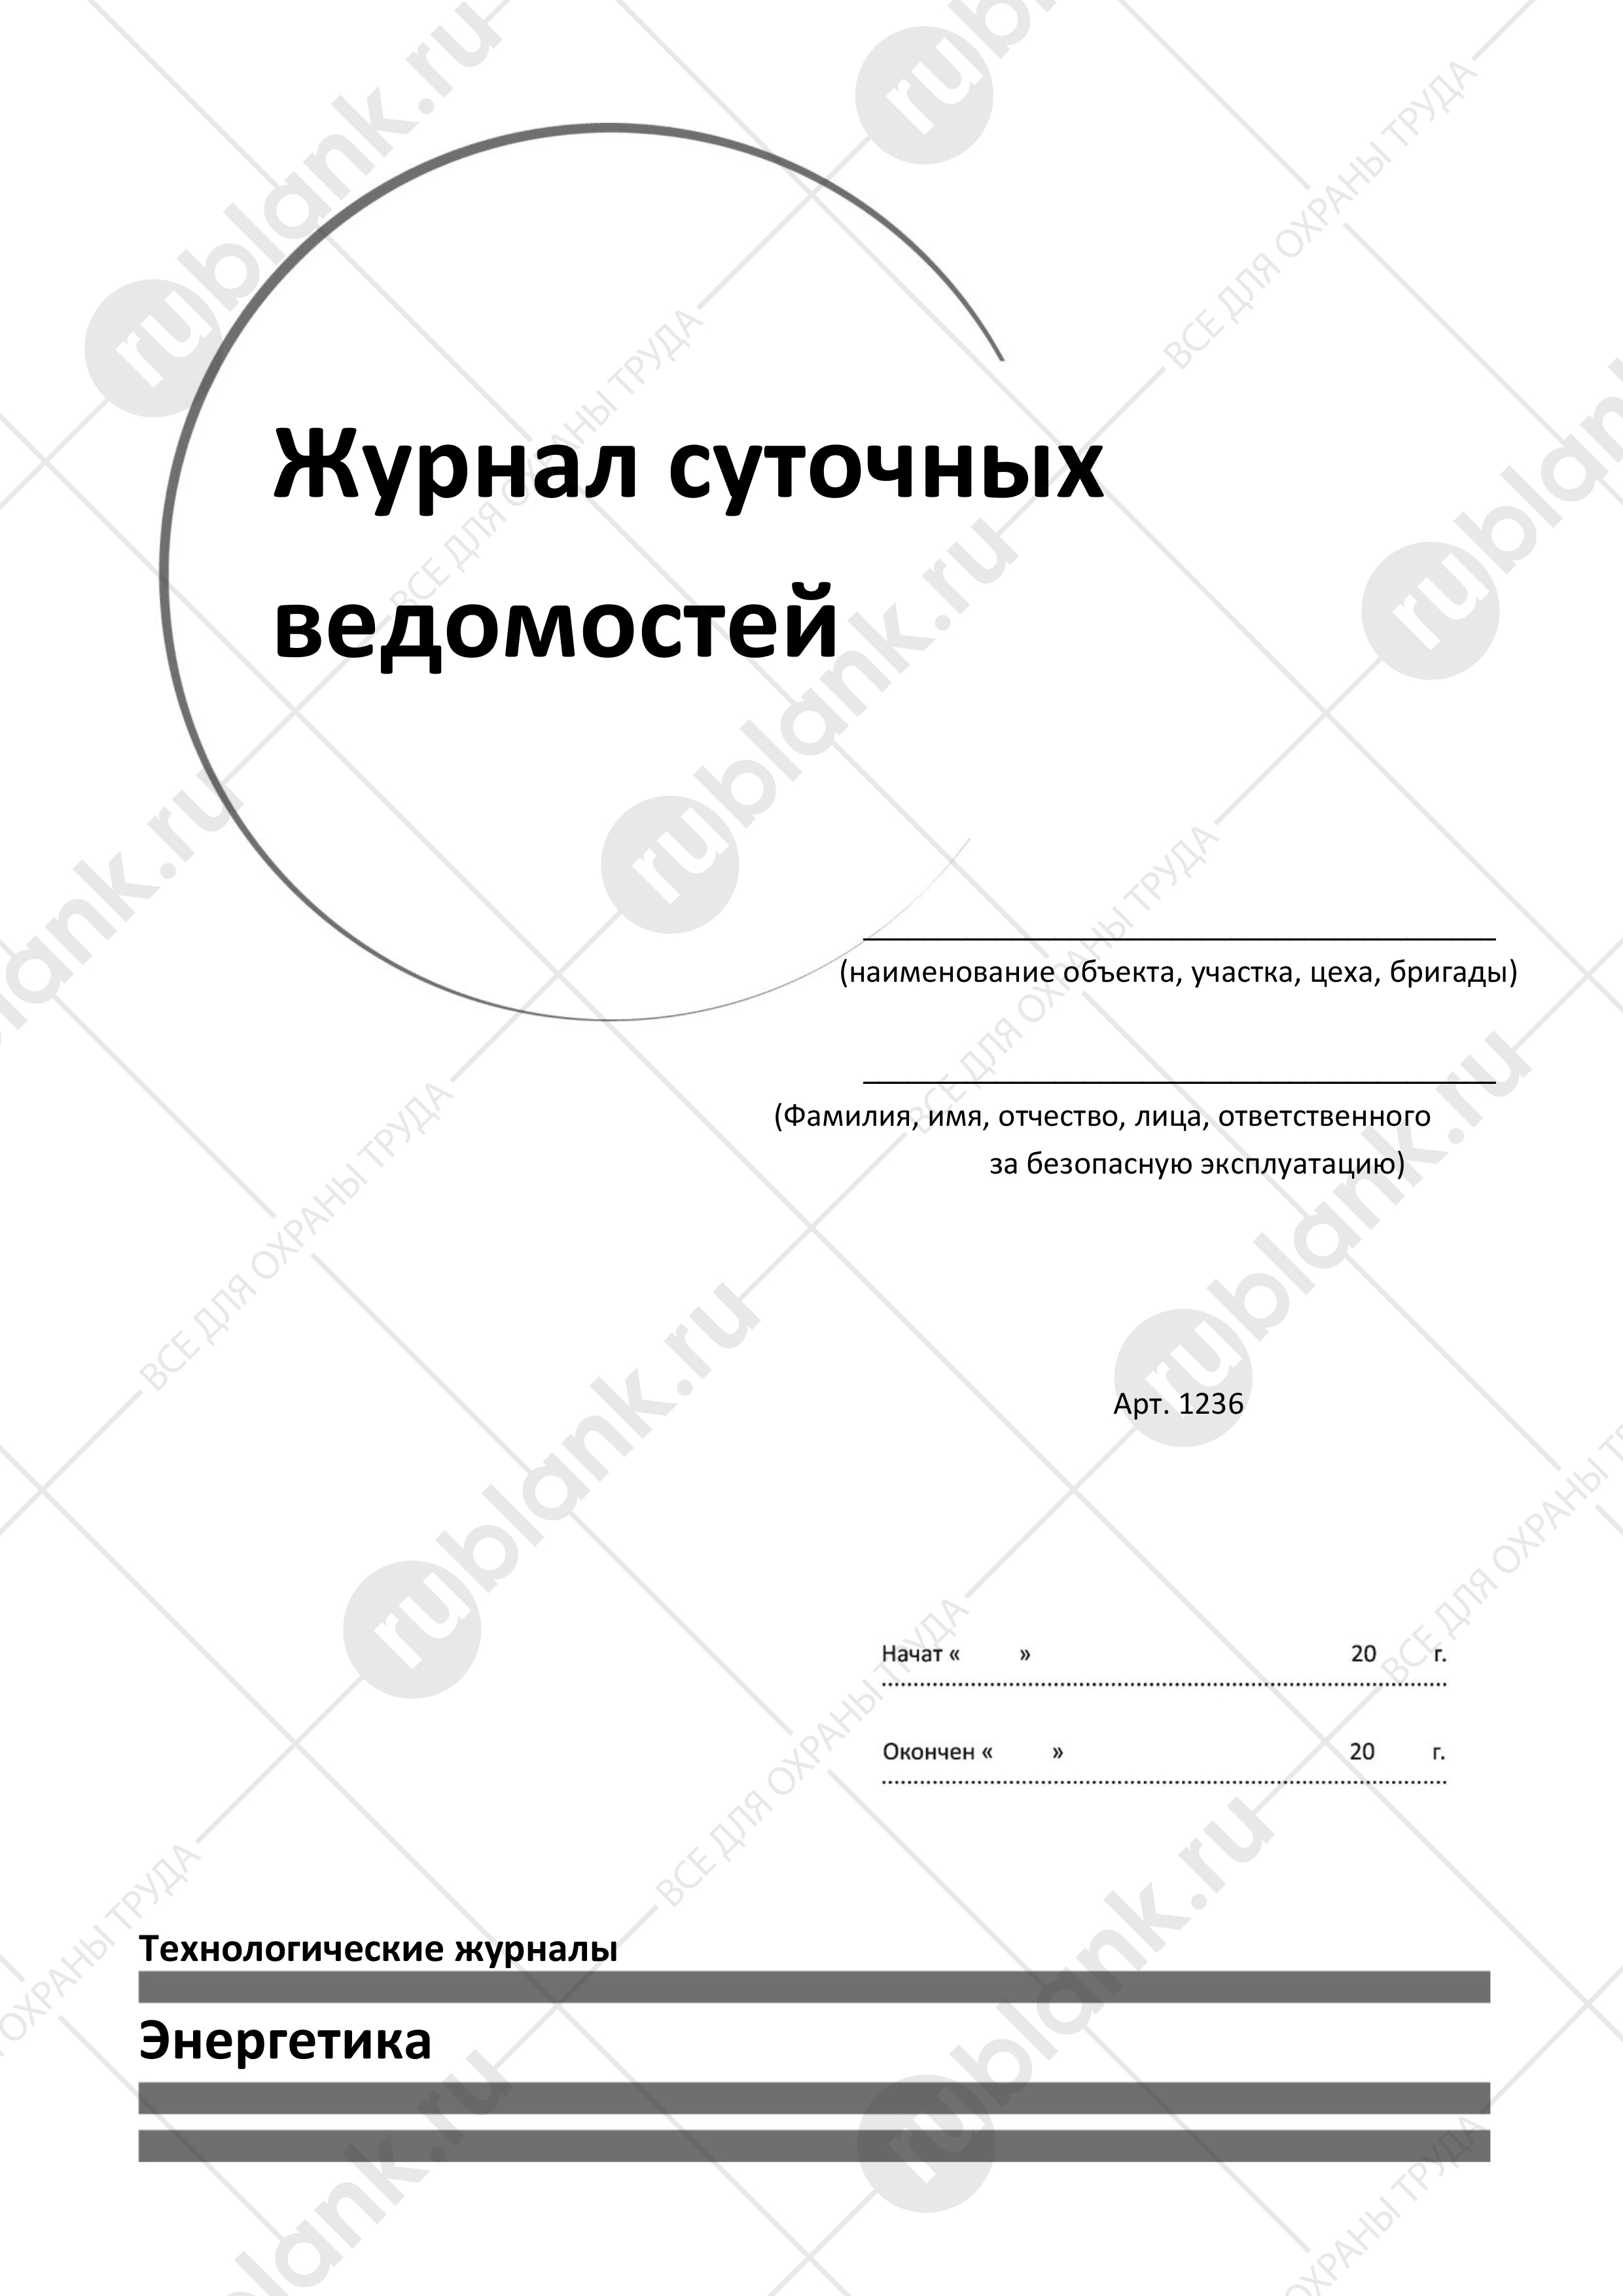 Журнал суточных
ведомостей
(наименование объекта, участка, цеха, бригады)
(Фамилия, имя, отчество, лица, ответственного
за безопасную эксплуатацию)
Арт. 1236
Начат « » 20 г.
Окончен « » 20 г.
Технологические журналы
Энергетика
rublank.ru
ВСЕ ДЛЯ ОХРАНЫ ТРУДА